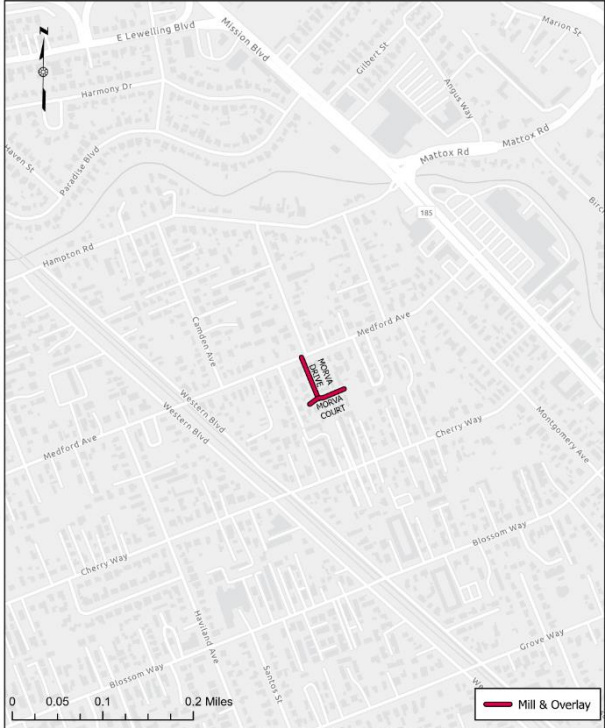 Marion St
E Lewelling Blvd
Mission Blvd
N
Gilbert St
Angus Way
Harmony Dr
Mattox Rd
Mattox Rd
Haven St
Paradise Blvd
185
Hampton Rd
Camden Ave
Medford Ave
MORVA
DRIVE
MORVA
COURT
Western Blvd
Western Blvd
Montgomery Ave
Medford Ave
Cherry Way
Blossom Way
Cherry Way
Haviland Ave
Grove Way
Blossom Way
Santos St
0 0.05 0.1 0.2 Miles
Mill & Overlay